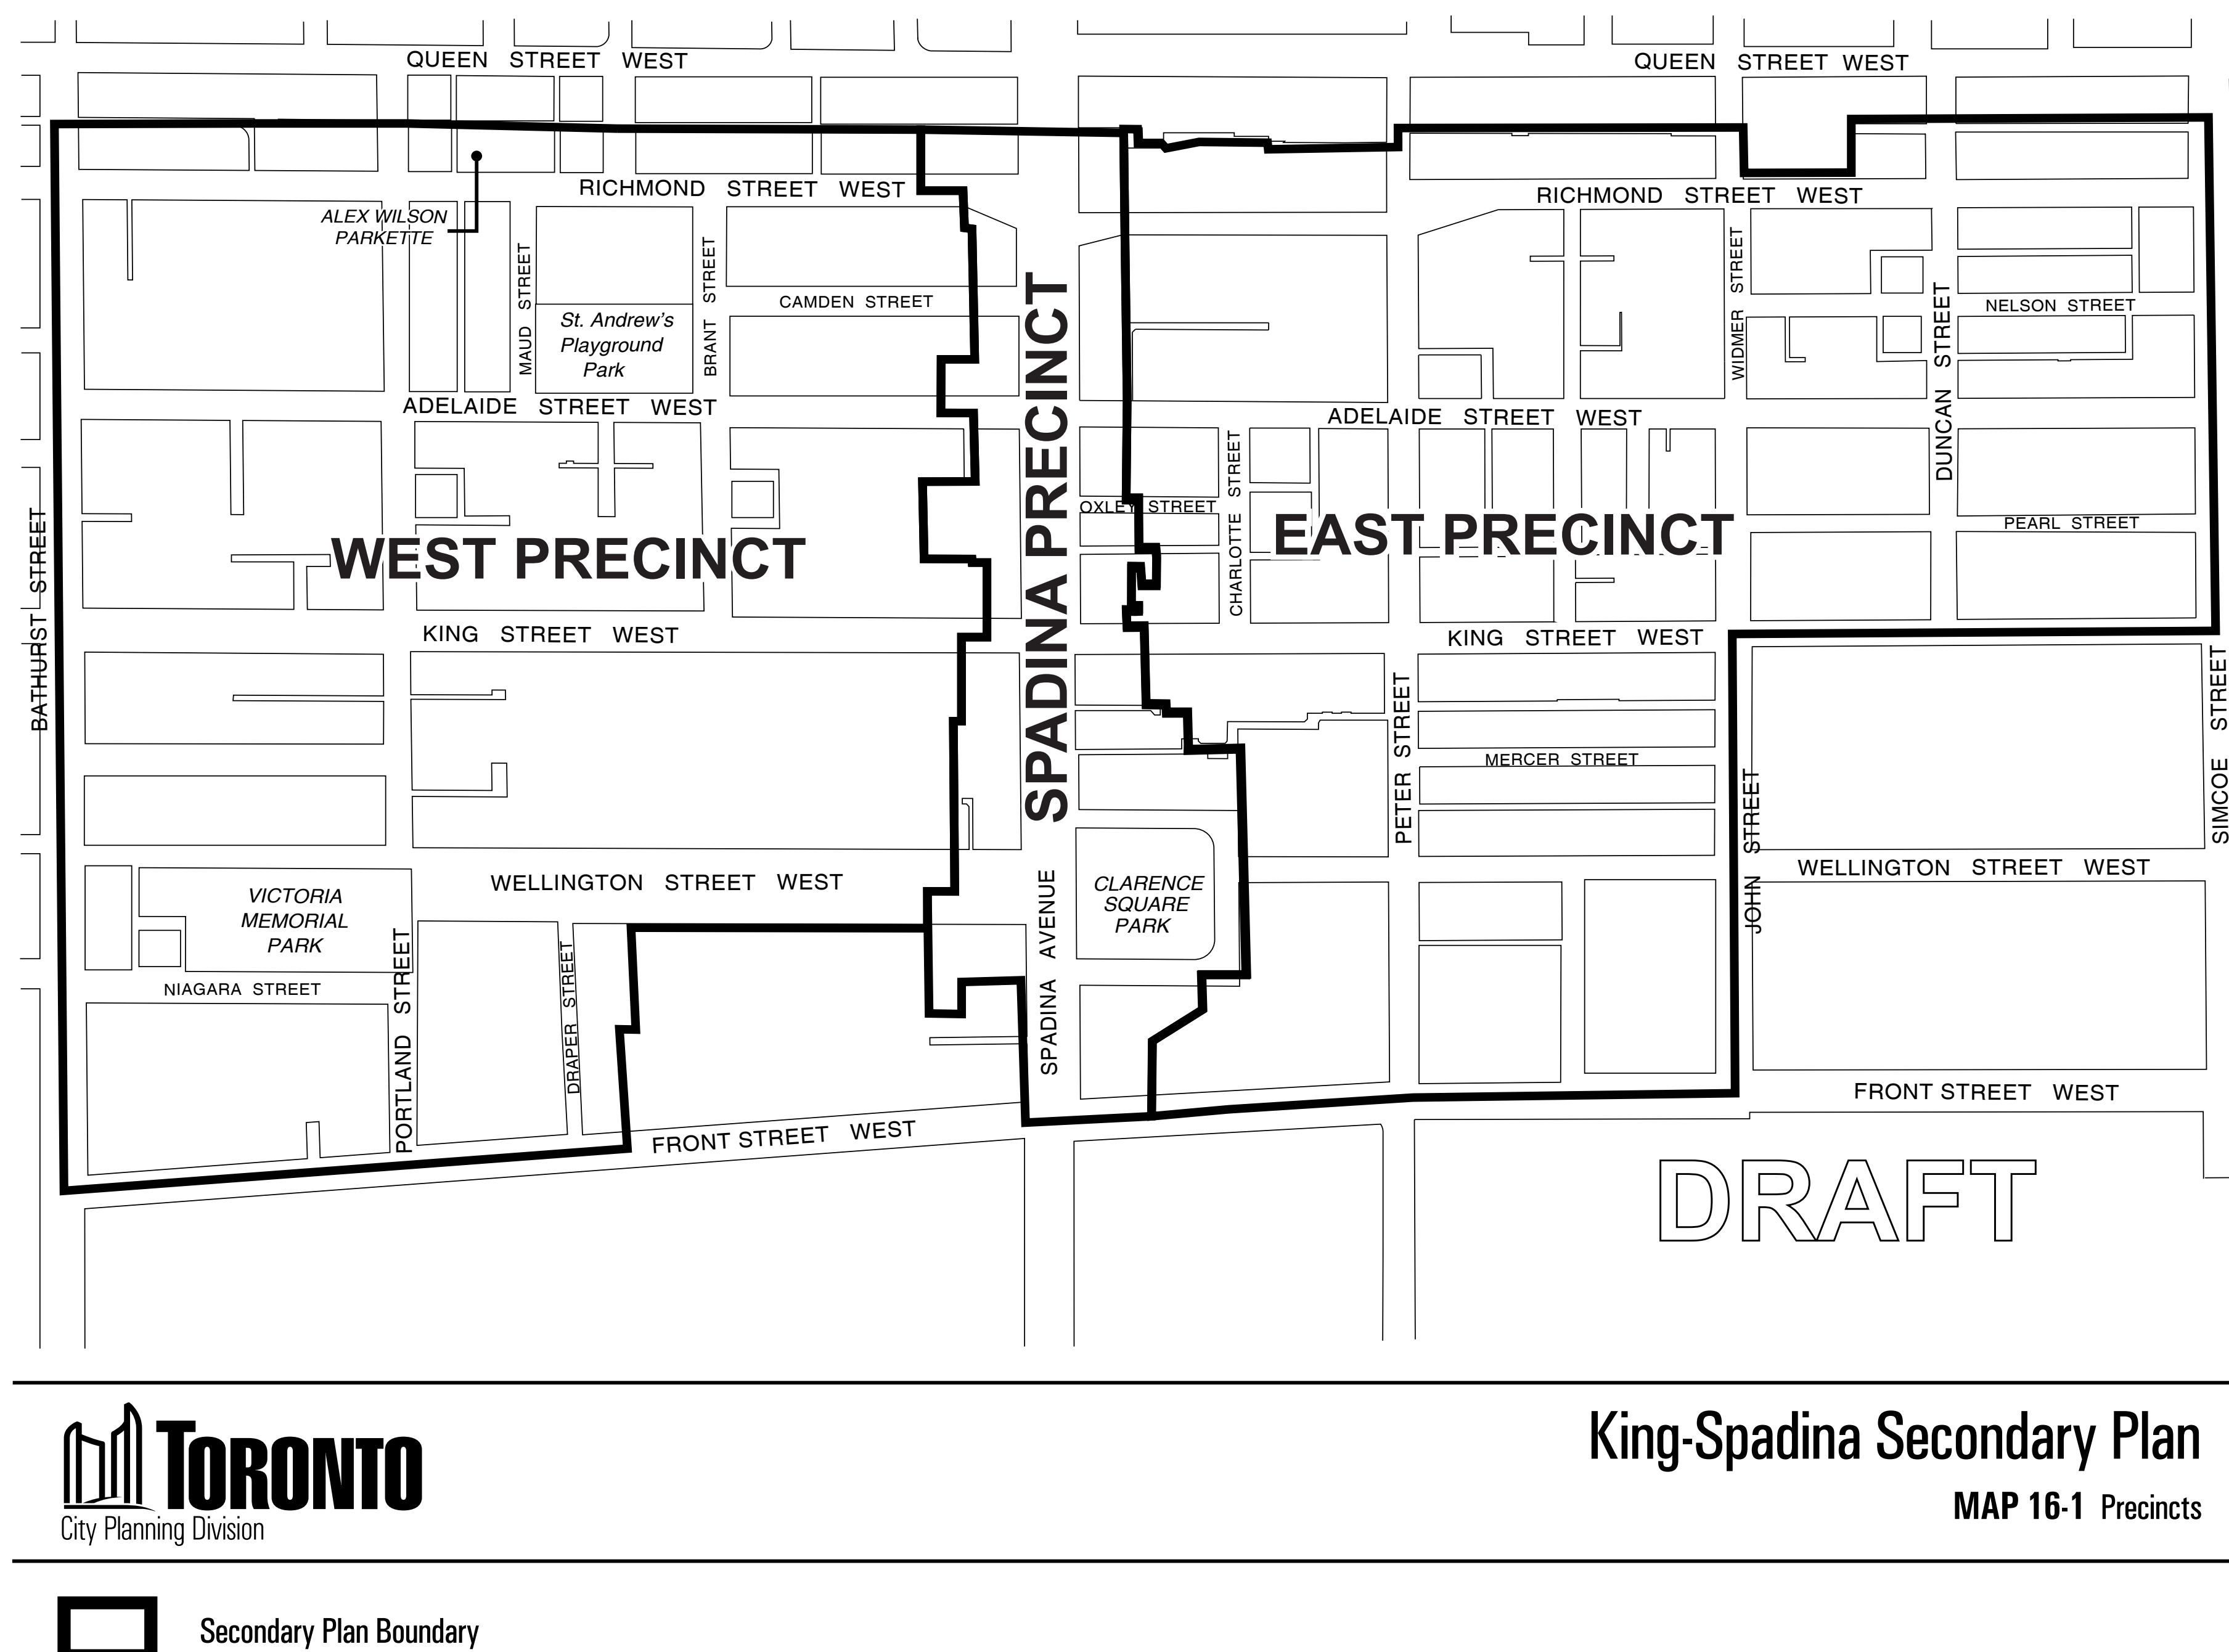 QUEEN STREET WEST
QUEEN STREET WEST
RICHMOND STREET WEST
RICHMOND STREET WEST
ALEX WILSON
PARKETTE
MAUD STREET
BRANT STREET
WIDMER STREET
CAMDEN STREET
NELSON STREET
St. Andrew's
Playground
Park
DUNCAN STREET
ADELAIDE STREET WEST
ADELAIDE STREET WEST
SPADINA PRECINCT
CHARLOTTE STREET
OXLEY STREET
WEST PRECINCT
EAST PRECINCT
PEARL STREET
BATHURST STREET
KING STREET WEST
KING STREET WEST
PETER STREET
MERCER STREET
JOHN STREET
SIMCOE STREET
WELLINGTON STREET WEST
WELLINGTON STREET WEST
VICTORIA
MEMORIAL
PARK
CLARENCE
SQUARE
PARK
NIAGARA STREET
PORTLAND STREET
DRAPER STREET
SPADINA AVENUE
FRONT STREET WEST
FRONT STREET WEST
DRAFT
TORONTO
City Planning Division
King-Spadina Secondary Plan
MAP 16-1 Precincts
Secondary Plan Boundary